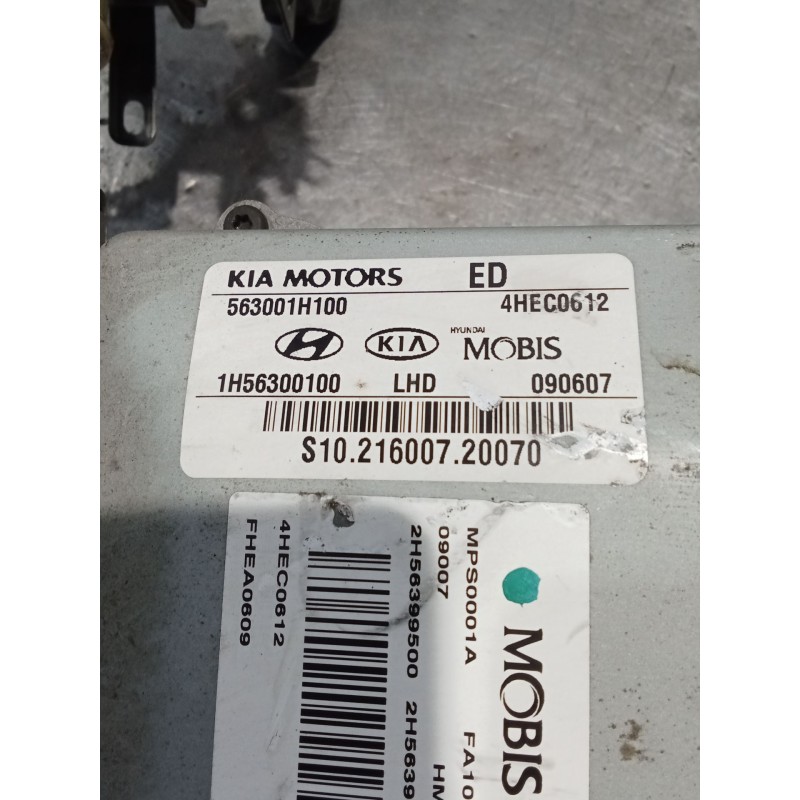 KIA MOTORS ED
563001H100 4HEC0612
KIA HYUNDAI MOBIS
1H56300100 LHD 090607
S10.216007.20070
MOBIS
MPS0001A FA10
09007 HM
2H56399500 2H5639
4HEC0612
FHEA0609